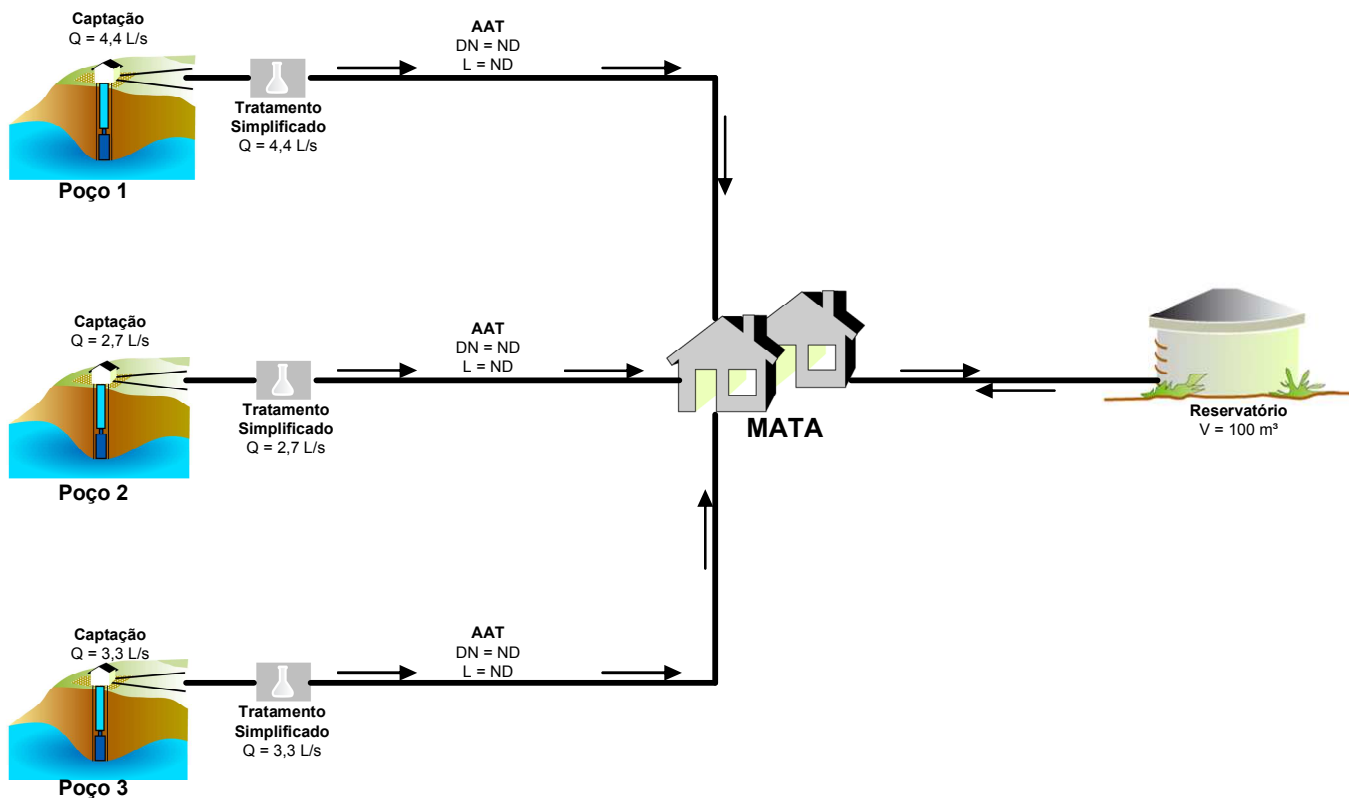 Captação
Q = 4,4 L/s
Poço 1
Tratamento
Simplificado
Q = 4,4 L/s
AAT
DN = ND
L = ND
Captação
Q = 2,7 L/s
Poço 2
Tratamento
Simplificado
Q = 2,7 L/s
AAT
DN = ND
L = ND
MATA
Reservatório
V = 100 m³
Captação
Q = 3,3 L/s
Poço 3
Tratamento
Simplificado
Q = 3,3 L/s
AAT
DN = ND
L = ND